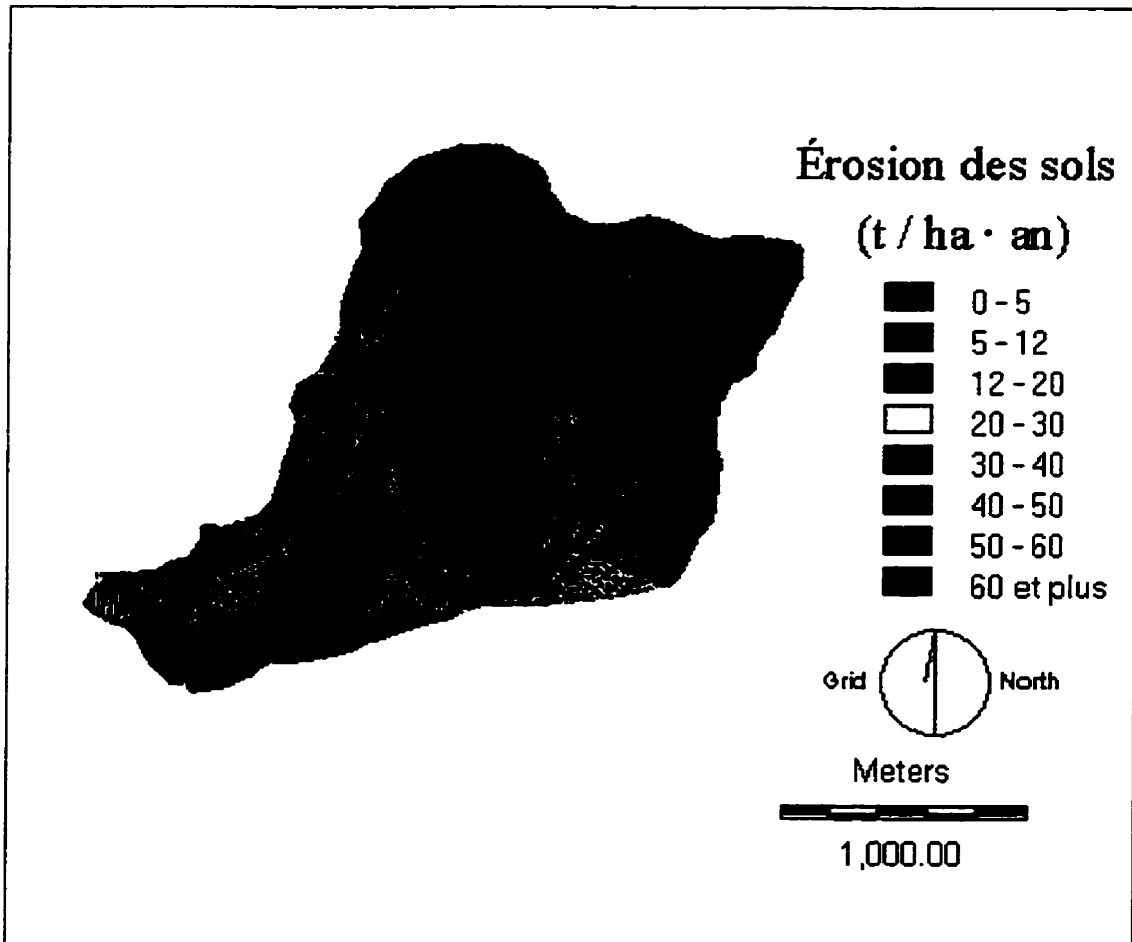 Érosion des sols
(t / ha · an)
0 - 5
5 - 12
12 - 20
20 - 30
30 - 40
40 - 50
50 - 60
60 et plus
Grid North
Meters
1,000.00